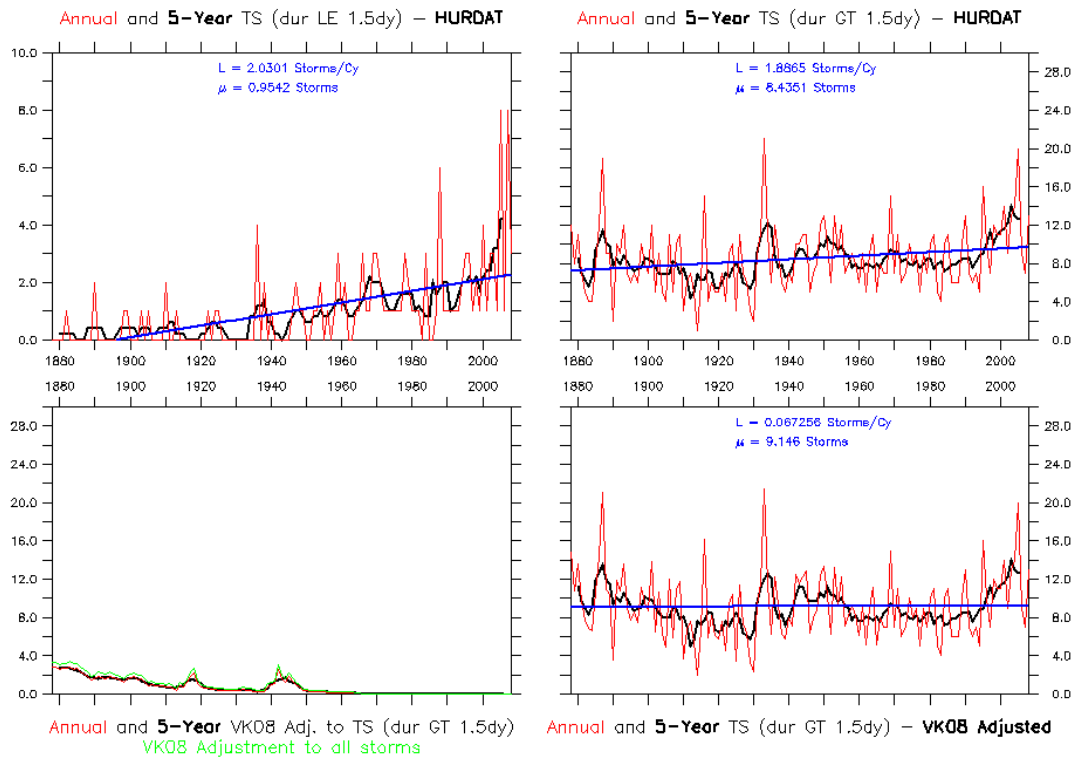 Annual and 5-Year TS (dur LE 1.5dy) – HURDAT
Annual and 5-Year TS (dur GT 1.5dy) – HURDAT
L = 2.0301 Storms/Cy
μ = 0.9542 Storms
10.0
8.0
6.0
4.0
2.0
0.0
1880 1900 1920 1940 1960 1980 2000
L = 1.8865 Storms/Cy
μ = 8.4351 Storms
28.0
24.0
20.0
16.0
12.0
8.0
4.0
0.0
1880 1900 1920 1940 1960 1980 2000
1880 1900 1920 1940 1960 1980 2000
28.0
24.0
20.0
16.0
12.0
8.0
4.0
0.0
1880 1900 1920 1940 1960 1980 2000
L = 0.067256 Storms/Cy
μ = 9.146 Storms
28.0
24.0
20.0
16.0
12.0
8.0
4.0
0.0
Annual and 5-Year VK08 Adj. to TS (dur GT 1.5dy)
VK08 Adjustment to all storms
Annual and 5-Year TS (dur GT 1.5dy) – VK08 Adjusted